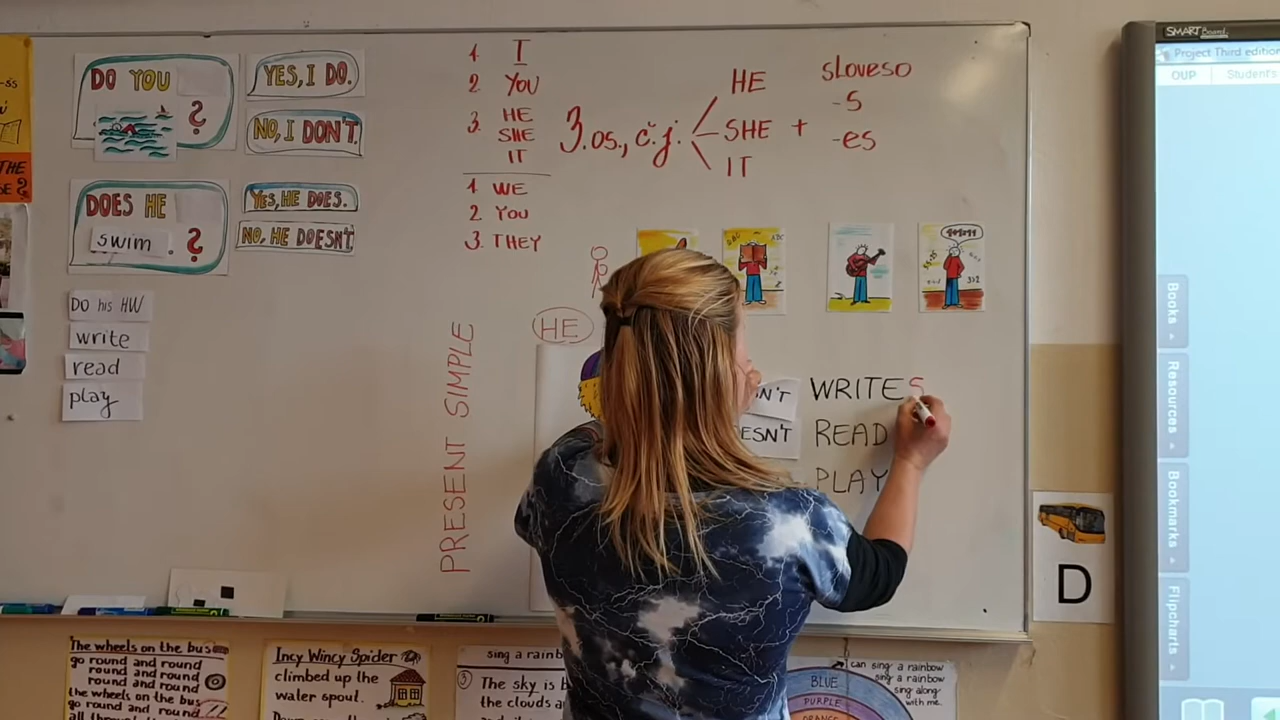 DO YOU
?
YES, I DO.
NO, I DON'T.
DOES HE
swim . ?
YES, HE DOES.
NO, HE DOESN'T.
DO his HW
write
read
play
1. I
2. YOU
3. HE
SHE
IT
1 WE
2 YOU
3. THEY
3. os., č.j.
HE
SHE +
IT
sloveso
-s
-es
PRESENT SIMPLE
HE
WRITES
READ
PLAY
SMART Board
Project Third edition
OUP
Student's
Books
Resources
Bookmarks
Flipcharts
D
The wheels on the bus
go round and round
round and round
round and round
the wheels on the bus
go round and round
Incy Wincy Spider
climbed up the
water spout.
sing a rainb
3
The sky is b
the clouds a
I can sing a rainbow
sing a rainbow
sing along
with me.
BLUE
PURPLE
ORANGE